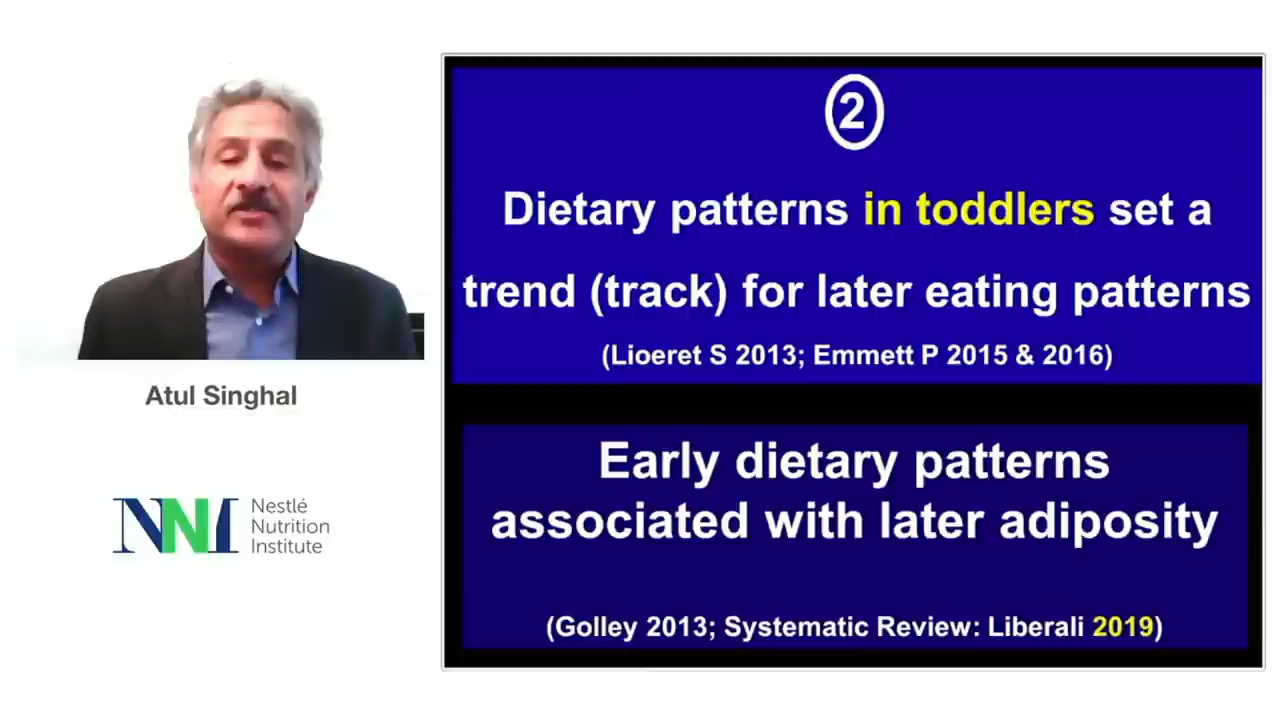 2
Dietary patterns in toddlers set a
trend (track) for later eating patterns
(Lioeret S 2013; Emmett P 2015 & 2016)
Early dietary patterns
associated with later adiposity
(Golley 2013; Systematic Review: Liberali 2019)
Atul Singhal
NNI
Nestlé
Nutrition
Institute